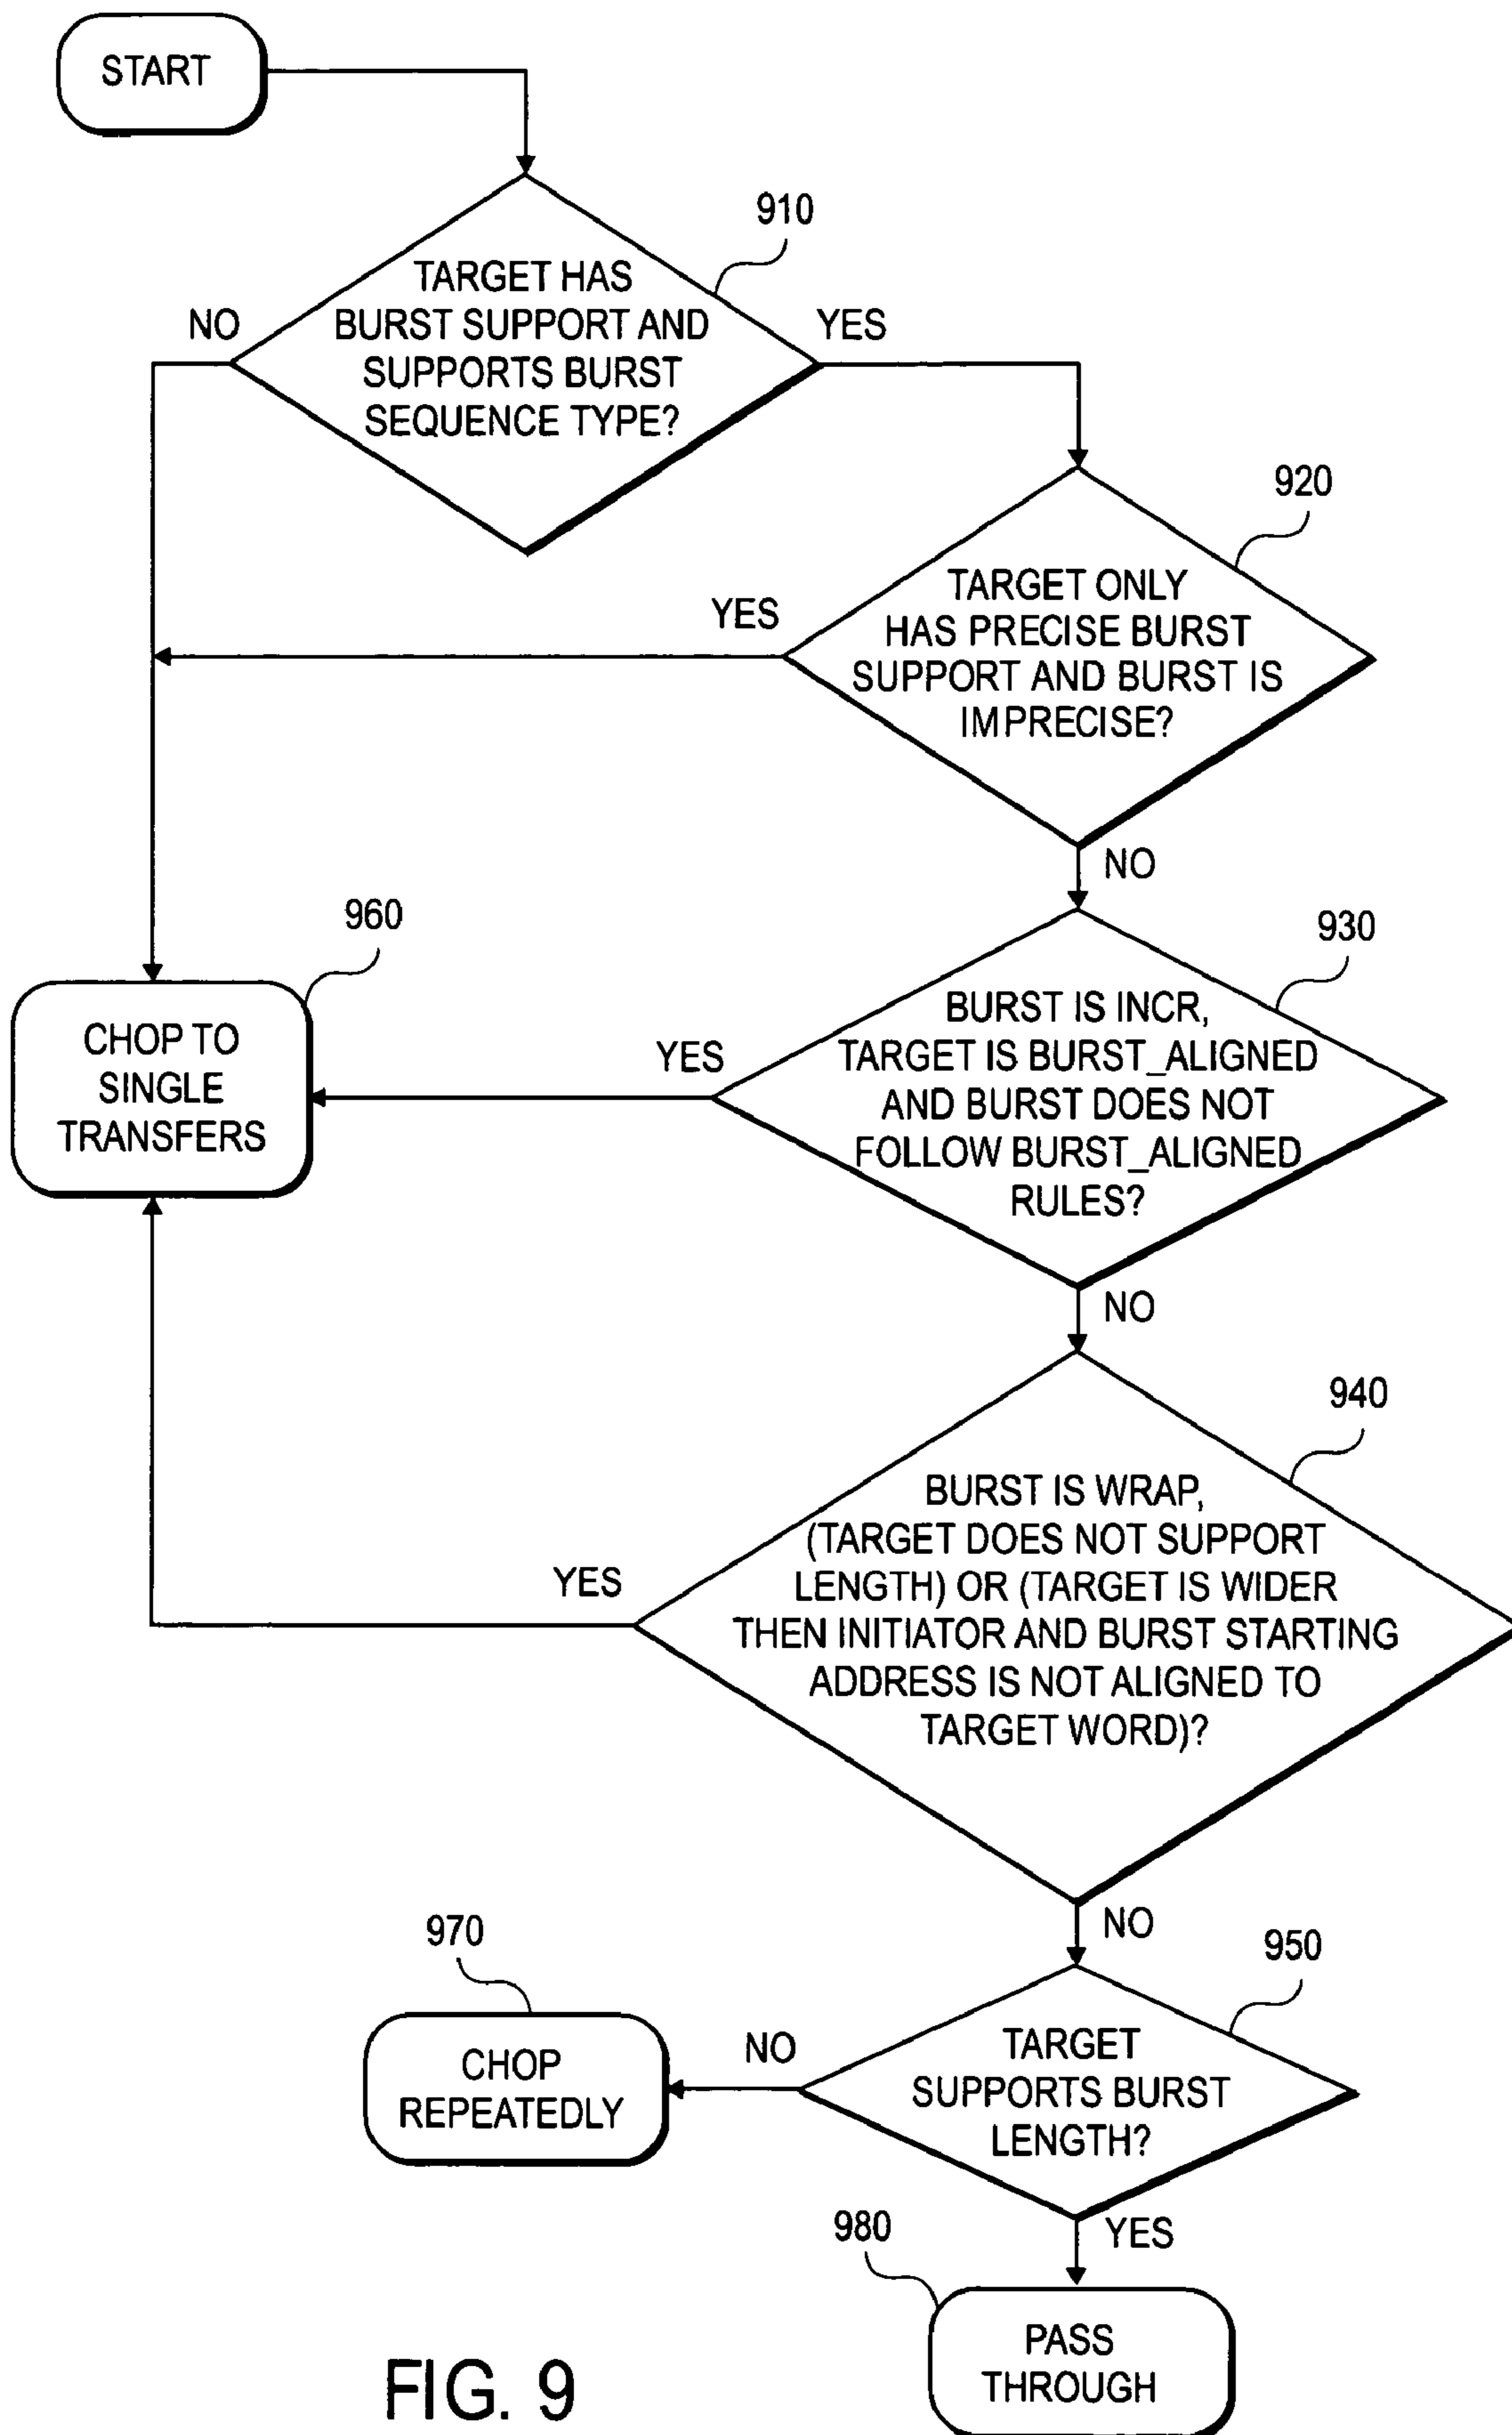 START
910
TARGET HAS
BURST SUPPORT AND
SUPPORTS BURST
SEQUENCE TYPE?
NO
YES
920
TARGET ONLY
HAS PRECISE BURST
SUPPORT AND BURST IS
IMPRECISE?
YES
NO
960
CHOP TO
SINGLE
TRANSFERS
930
BURST IS INCR,
TARGET IS BURST_ALIGNED
AND BURST DOES NOT
FOLLOW BURST_ALIGNED
RULES?
YES
NO
940
BURST IS WRAP,
(TARGET DOES NOT SUPPORT
LENGTH) OR (TARGET IS WIDER
THEN INITIATOR AND BURST STARTING
ADDRESS IS NOT ALIGNED TO
TARGET WORD)?
YES
NO
950
TARGET
SUPPORTS BURST
LENGTH?
NO
970
CHOP
REPEATEDLY
YES
980
PASS
THROUGH
FIG. 9